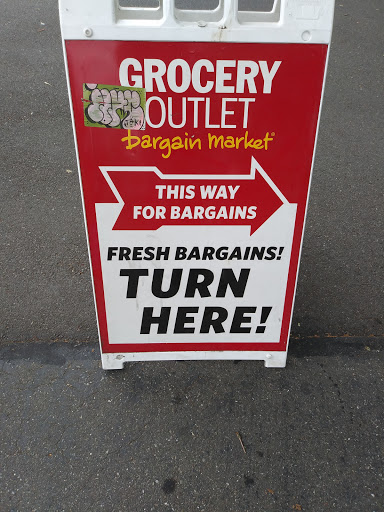 GROCERY
OUTLET
bargain market
THIS WAY
FOR BARGAINS
FRESH BARGAINS!
TURN
HERE!